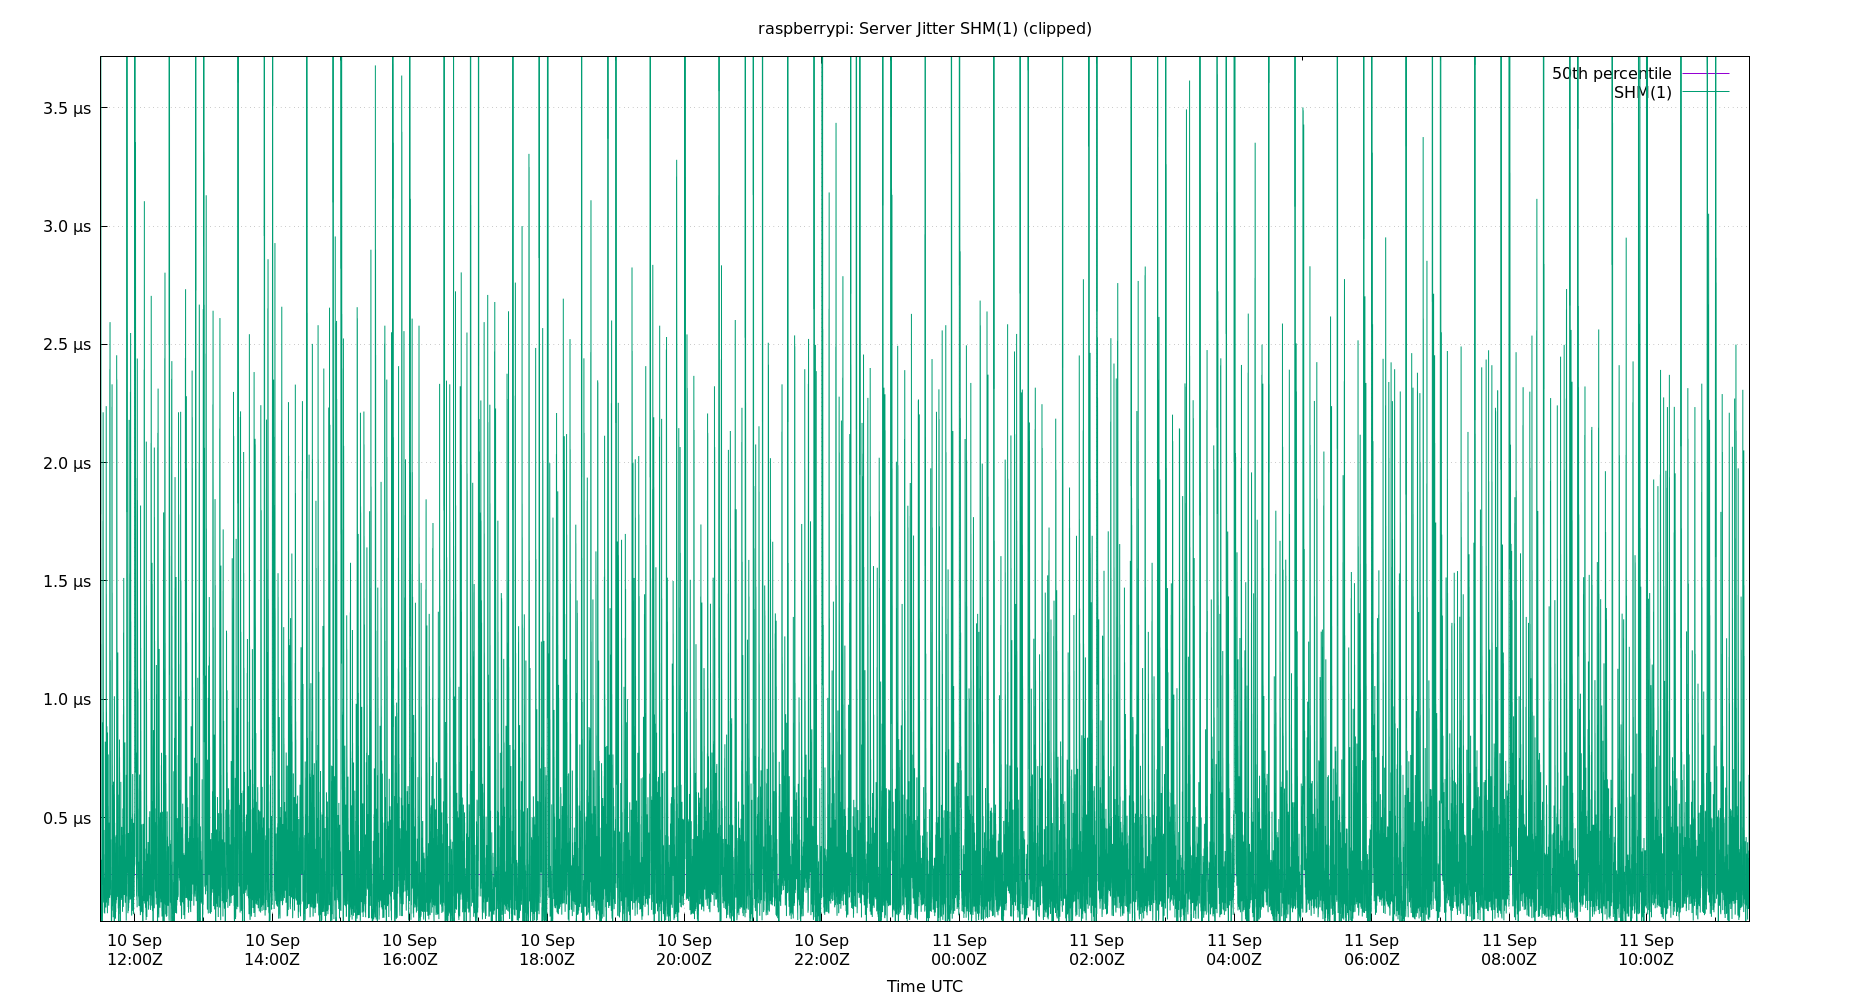 raspberrypi: Server Jitter SHM(1) (clipped)
50th percentile
SHM(1)
3.5 µs
3.0 µs
2.5 µs
2.0 µs
1.5 µs
1.0 µs
0.5 µs
10 Sep 10 Sep 10 Sep 10 Sep 10 Sep 10 Sep 11 Sep 11 Sep 11 Sep 11 Sep 11 Sep 11 Sep
12:00Z 14:00Z 16:00Z 18:00Z 20:00Z 22:00Z 00:00Z 02:00Z 04:00Z 06:00Z 08:00Z 10:00Z
Time UTC